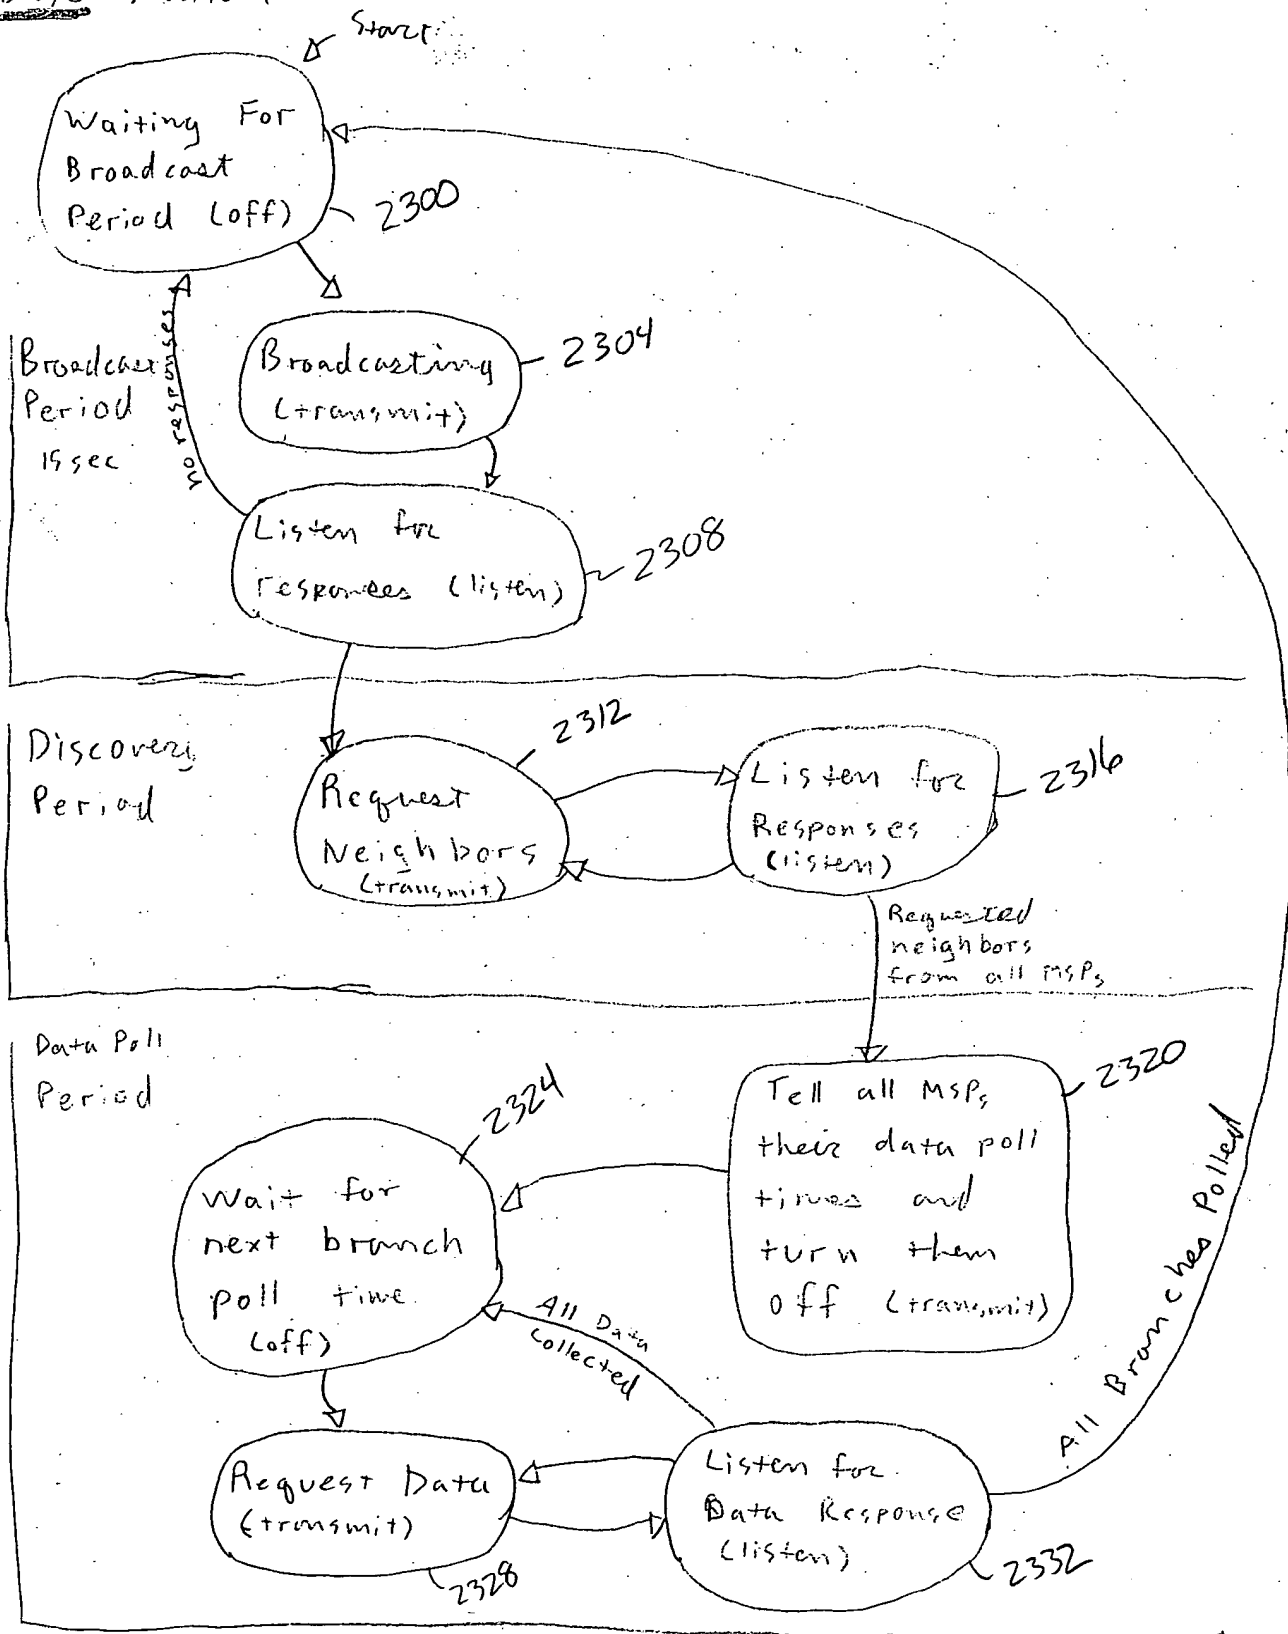 Start
Waiting For
Broadcast
Period (off)
2300
no responses
Broadcast
Period
15 sec
Broadcasting
(transmit)
2304
Listen for
responses (listen)
2308
Discovery
Period
2312
Request
Neighbors
(transmit)
Listen for
Responses
(listen)
2316
Requested
neighbors
from all MSPs
Data Poll
Period
2324
Wait for
next branch
poll time
(off)
Tell all MSPs
their data poll
times and
turn them
off (transmit)
2320
All Data
Collected
All Branches Polled
Request Data
(transmit)
2328
Listen for
Data Response
(listen)
2332